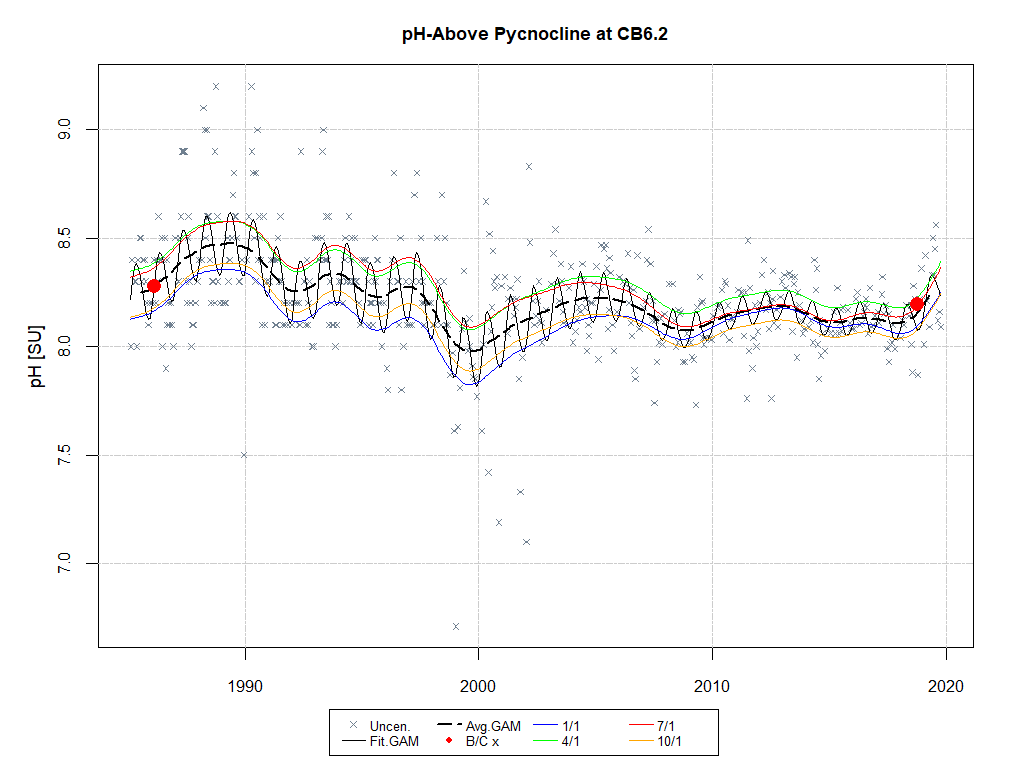 pH-Above Pycnocline at CB6.2
pH [SU]
9.0
8.5
8.0
7.5
7.0
1990 2000 2010 2020
Uncen. Avg.GAM 1/1 7/1
Fit.GAM B/C x 4/1 10/1